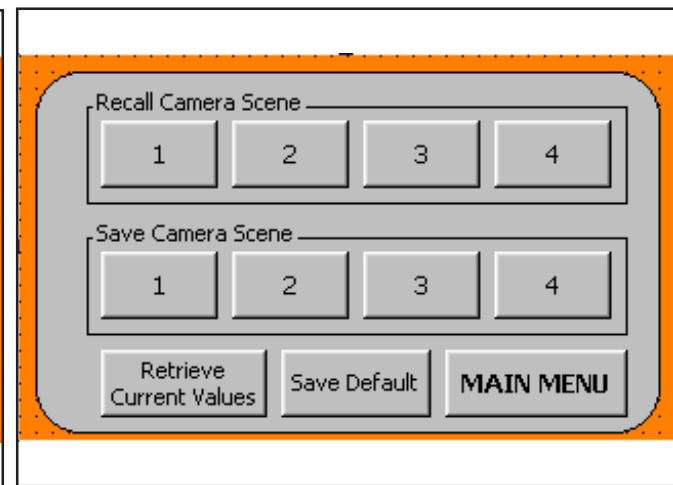 Recall Camera Scene
1 2 3 4
Save Camera Scene
1 2 3 4
Retrieve
Current Values
Save Default
MAIN MENU